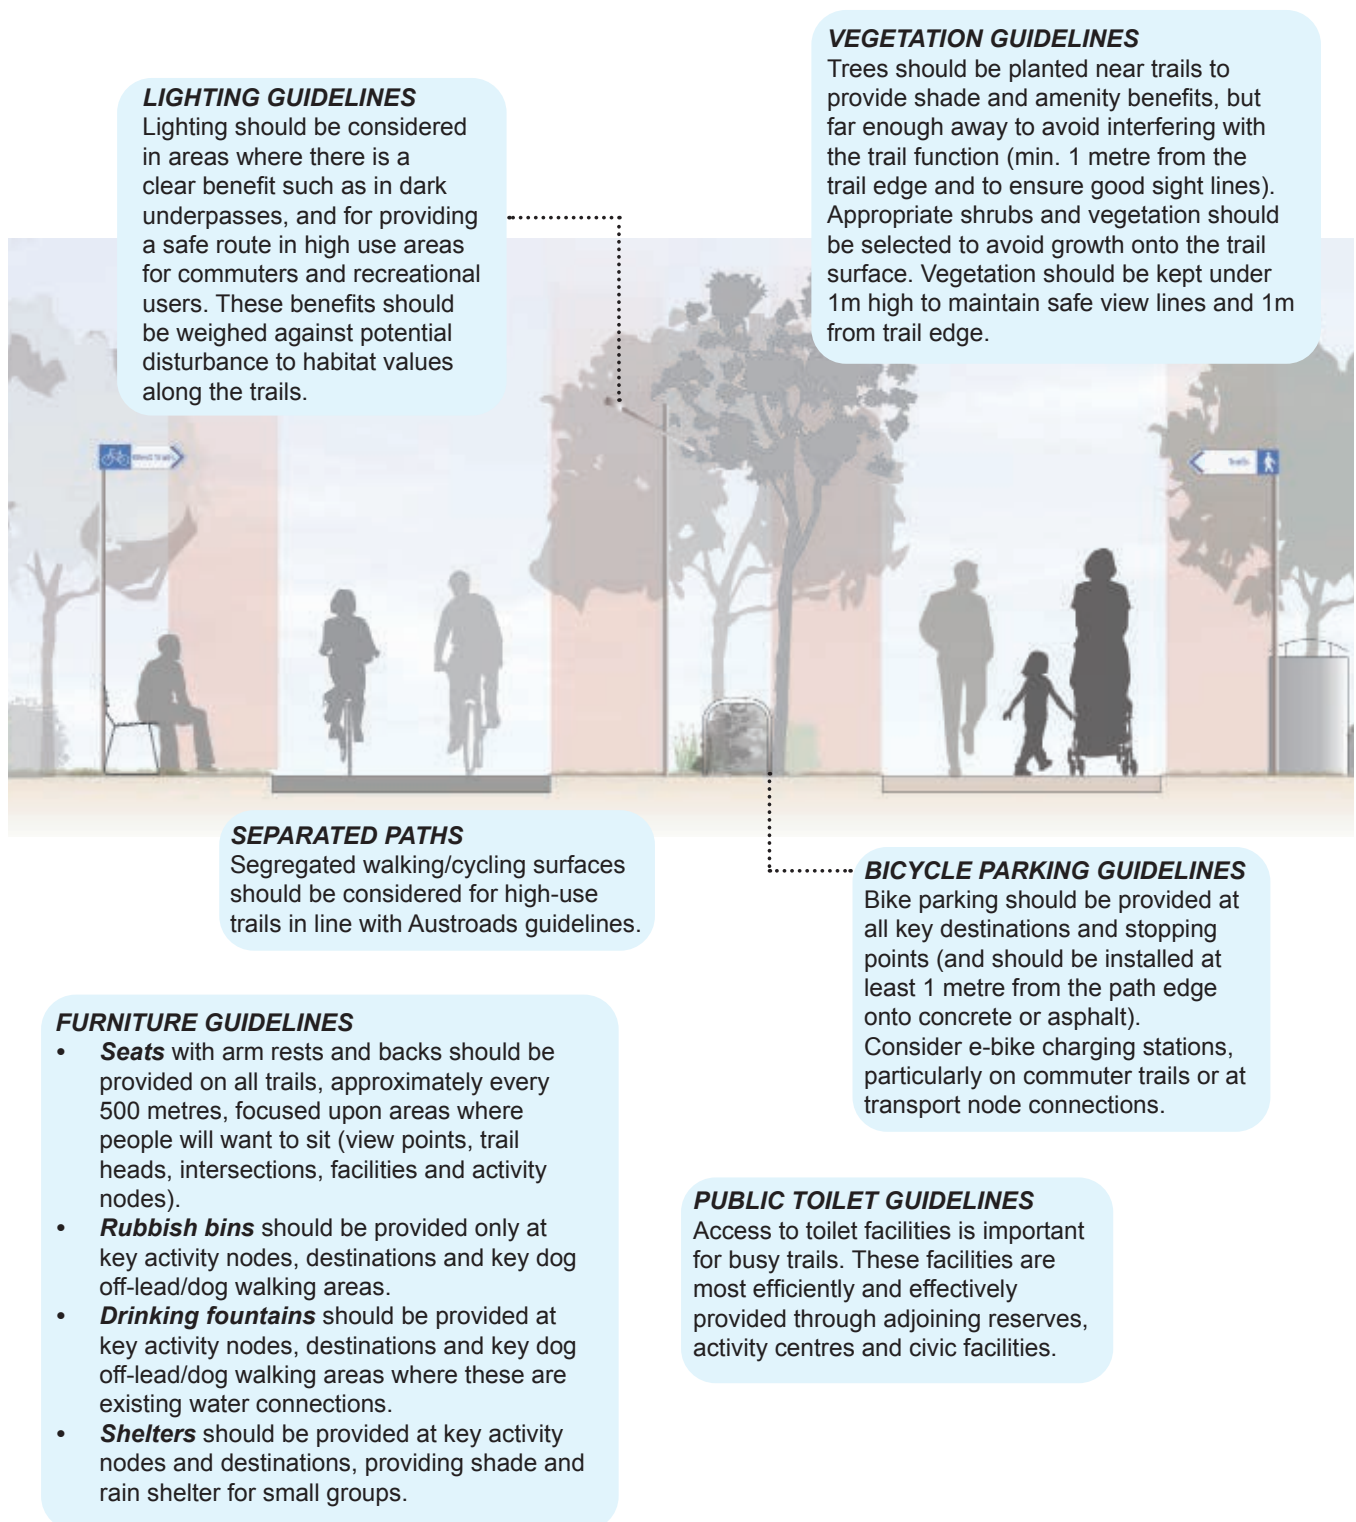 VEGETATION GUIDELINES
Trees should be planted near trails to
provide shade and amenity benefits, but
far enough away to avoid interfering with
the trail function (min. 1 metre from the
trail edge and to ensure good sight lines).
Appropriate shrubs and vegetation should
be selected to avoid growth onto the trail
surface. Vegetation should be kept under
1m high to maintain safe view lines and 1m
from trail edge.
LIGHTING GUIDELINES
Lighting should be considered
in areas where there is a
clear benefit such as in dark
underpasses, and for providing
a safe route in high use areas
for commuters and recreational
users. These benefits should
be weighed against potential
disturbance to habitat values
along the trails.
Trails
SEPARATED PATHS
Segregated walking/cycling surfaces
should be considered for high-use
trails in line with Austroads guidelines.
BICYCLE PARKING GUIDELINES
Bike parking should be provided at
all key destinations and stopping
points (and should be installed at
least 1 metre from the path edge
onto concrete or asphalt).
Consider e-bike charging stations,
particularly on commuter trails or at
transport node connections.
FURNITURE GUIDELINES
• Seats with arm rests and backs should be
provided on all trails, approximately every
500 metres, focused upon areas where
people will want to sit (view points, trail
heads, intersections, facilities and activity
nodes).
• Rubbish bins should be provided only at
key activity nodes, destinations and key dog
off-lead/dog walking areas.
• Drinking fountains should be provided at
key activity nodes, destinations and key dog
off-lead/dog walking areas where these are
existing water connections.
• Shelters should be provided at key activity
nodes and destinations, providing shade and
rain shelter for small groups.
PUBLIC TOILET GUIDELINES
Access to toilet facilities is important
for busy trails. These facilities are
most efficiently and effectively
provided through adjoining reserves,
activity centres and civic facilities.